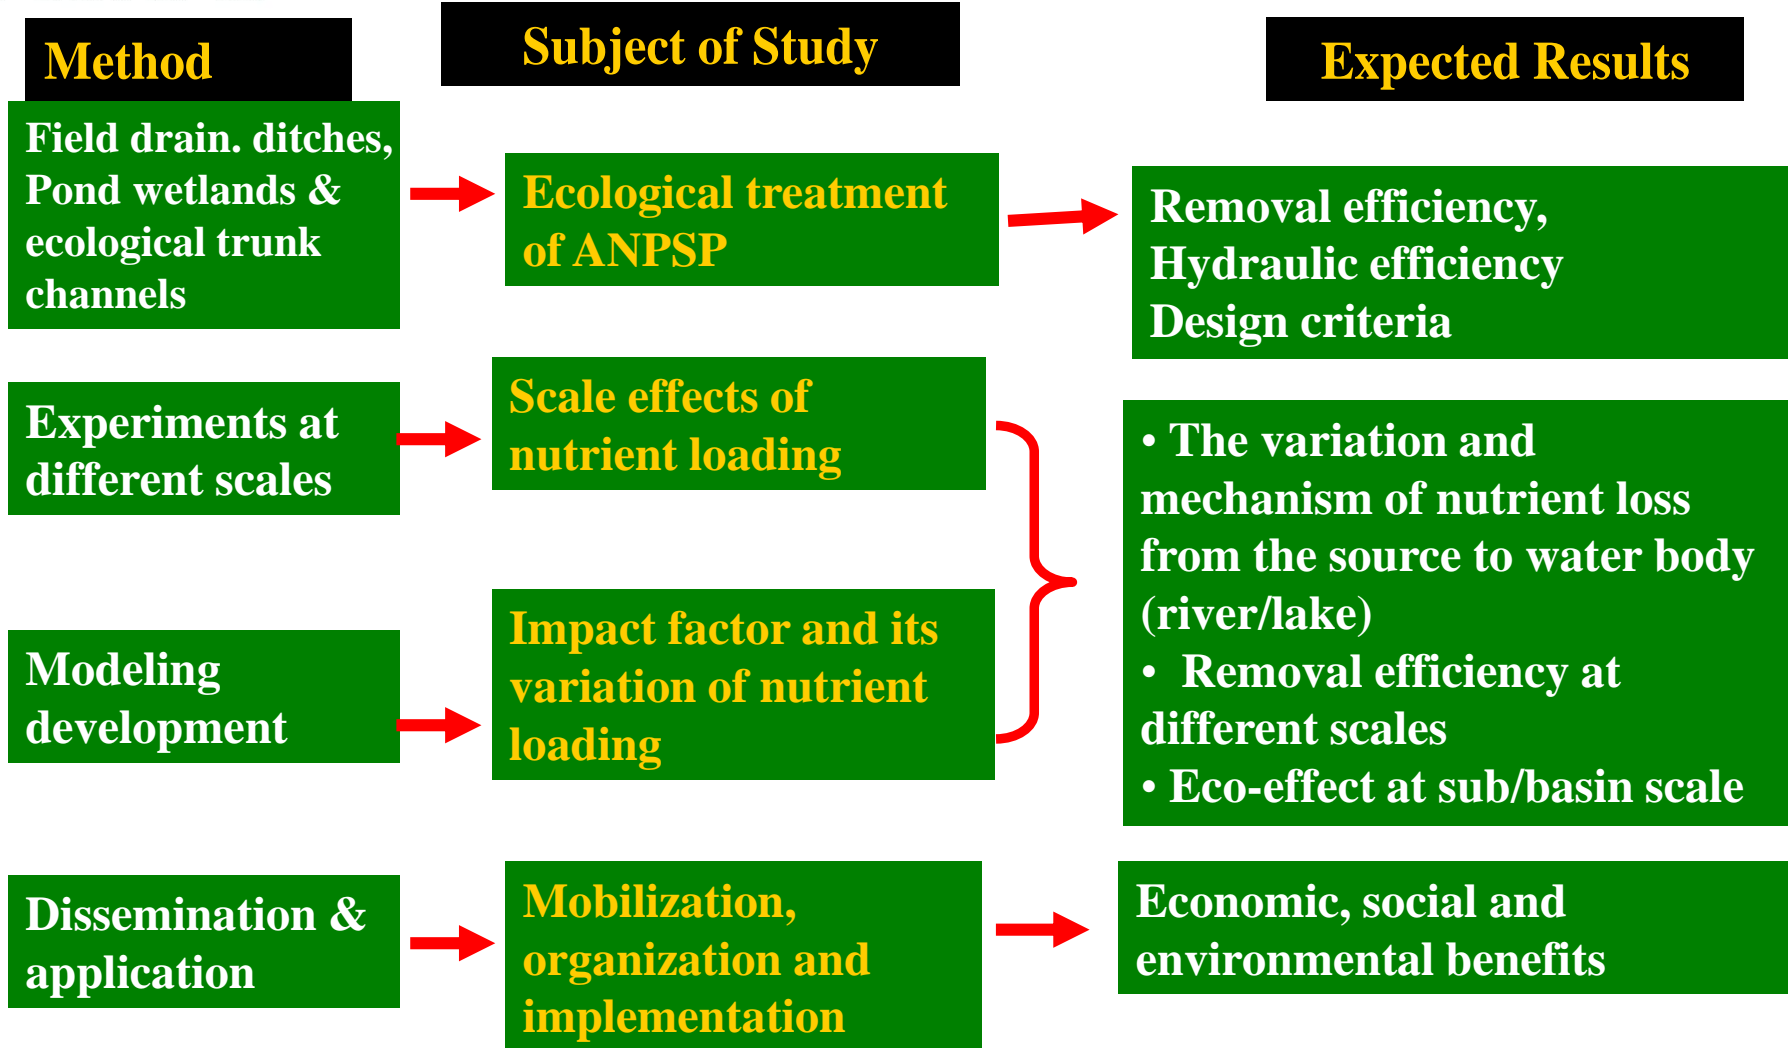 Method
Subject of Study
Expected Results
Field drain. ditches,
Pond wetlands &
ecological trunk
channels
Ecological treatment
of ANPSP
Removal efficiency,
Hydraulic efficiency
Design criteria
Experiments at
different scales
Scale effects of
nutrient loading
Modeling
development
Impact factor and its
variation of nutrient
loading
• The variation and
mechanism of nutrient loss
from the source to water body
(river/lake)
• Removal efficiency at
different scales
• Eco-effect at sub/basin scale
Dissemination &
application
Mobilization,
organization and
implementation
Economic, social and
environmental benefits